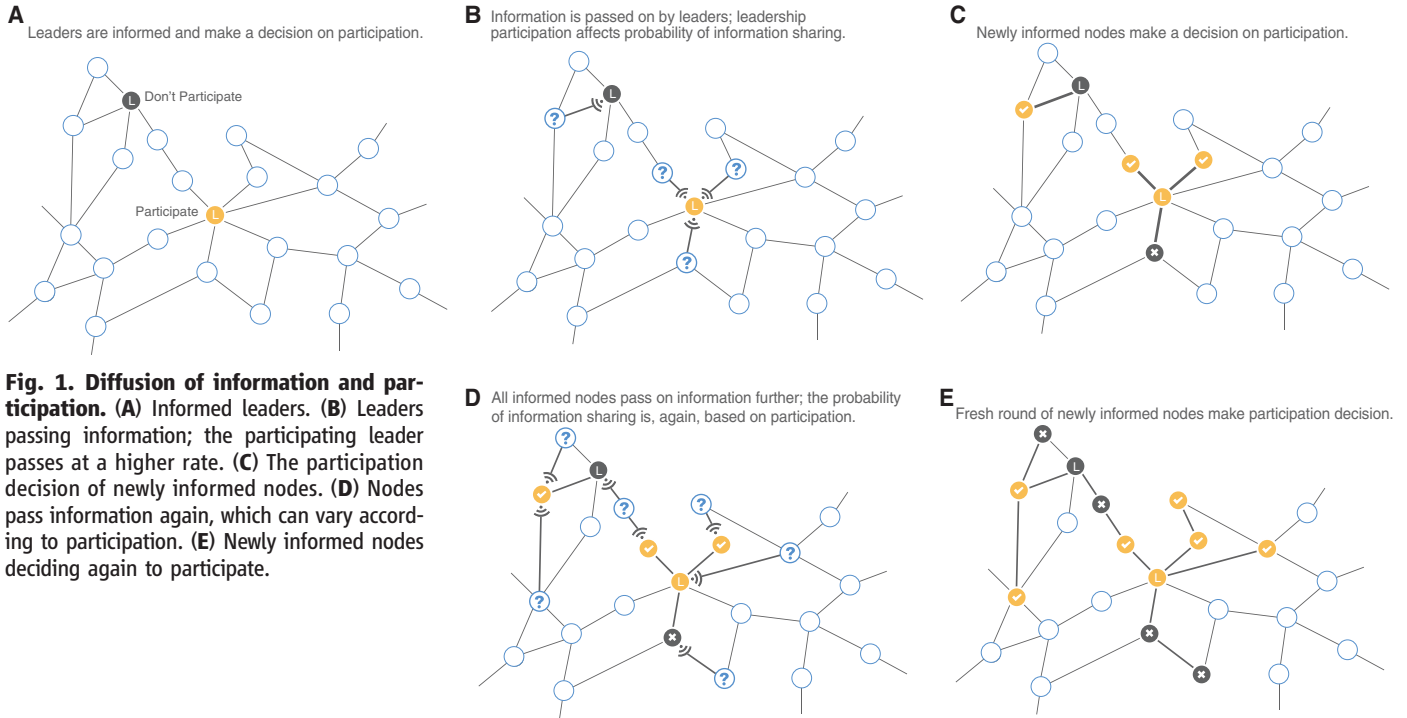 A
Leaders are informed and make a decision on participation.
L
Don't Participate
Participate
L
B
Information is passed on by leaders; leadership
participation affects probability of information sharing.
L
?
?
?
L
?
C
Newly informed nodes make a decision on participation.
L
L
Fig. 1. Diffusion of information and par-
ticipation. (A) Informed leaders. (B) Leaders
passing information; the participating leader
passes at a higher rate. (C) The participation
decision of newly informed nodes. (D) Nodes
pass information again, which can vary accord-
ing to participation. (E) Newly informed nodes
deciding again to participate.
D
All informed nodes pass on information further; the probability
of information sharing is, again, based on participation.
?
L
?
?
?
L
?
?
E
Fresh round of newly informed nodes make participation decision.
L
L